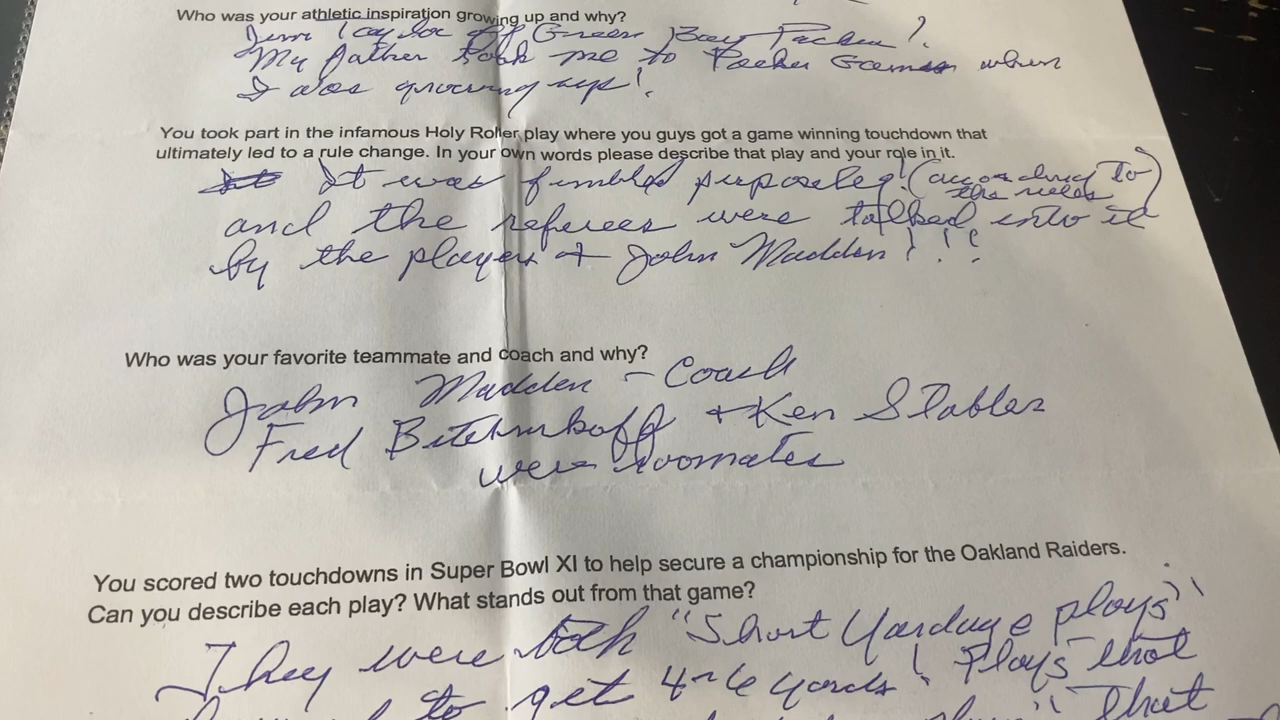 Who was your athletic inspiration growing up and why?
Jim Taylor of Green Bay Packers!
My father took me to Packer Games when
I was growing up!
You took part in the infamous Holy Roller play where you guys got a game winning touchdown that
ultimately led to a rule change. In your own words please describe that play and your role in it.
It was fumbled purposely! (according to
the rules)
and the referees were talked into it
by the players + John Madden!!!
Who was your favorite teammate and coach and why?
John Madden - Coach
Fred Biletnikoff + Ken Stabler
were roomates
You scored two touchdowns in Super Bowl XI to help secure a championship for the Oakland Raiders.
Can you describe each play? What stands out from that game?
They were both "Short Yardage plays"
to get 4-6 yards! Plays that
That